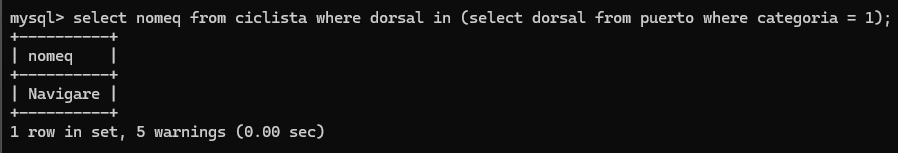 mysql> select nomeq from ciclista where dorsal in (select dorsal from puerto where categoria = 1);
+----------+
| nomeq    |
+----------+
| Navigare |
+----------+
1 row in set, 5 warnings (0.00 sec)